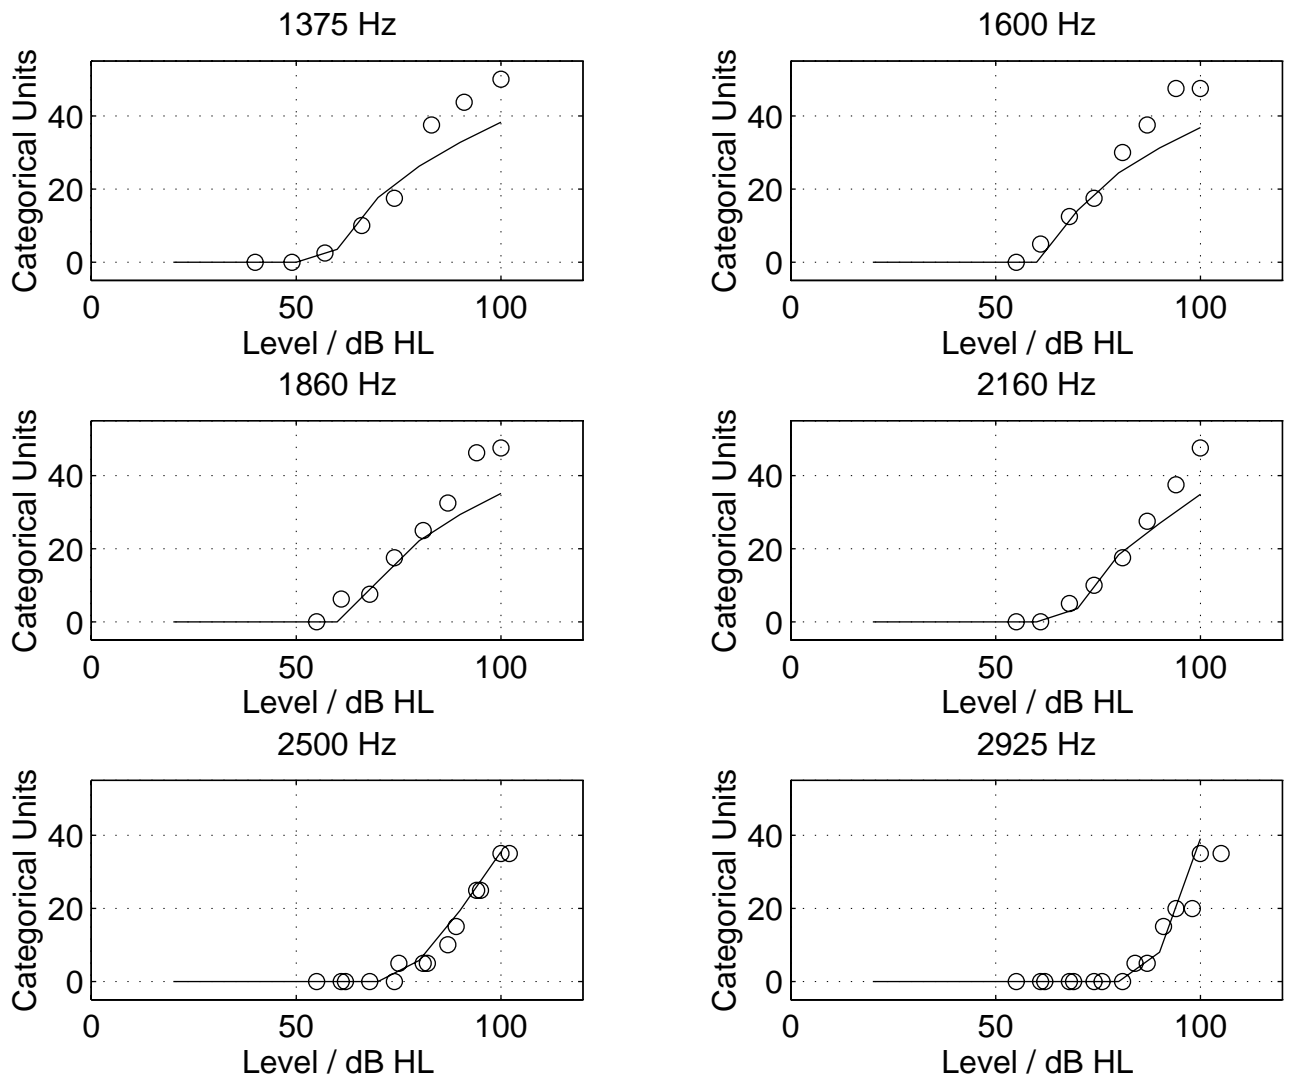 1375 Hz
Categorical Units
40
20
0
0 50 100
Level / dB HL
1600 Hz
Categorical Units
40
20
0
0 50 100
Level / dB HL
1860 Hz
Categorical Units
40
20
0
0 50 100
Level / dB HL
2160 Hz
Categorical Units
40
20
0
0 50 100
Level / dB HL
2500 Hz
Categorical Units
40
20
0
0 50 100
Level / dB HL
2925 Hz
Categorical Units
40
20
0
0 50 100
Level / dB HL